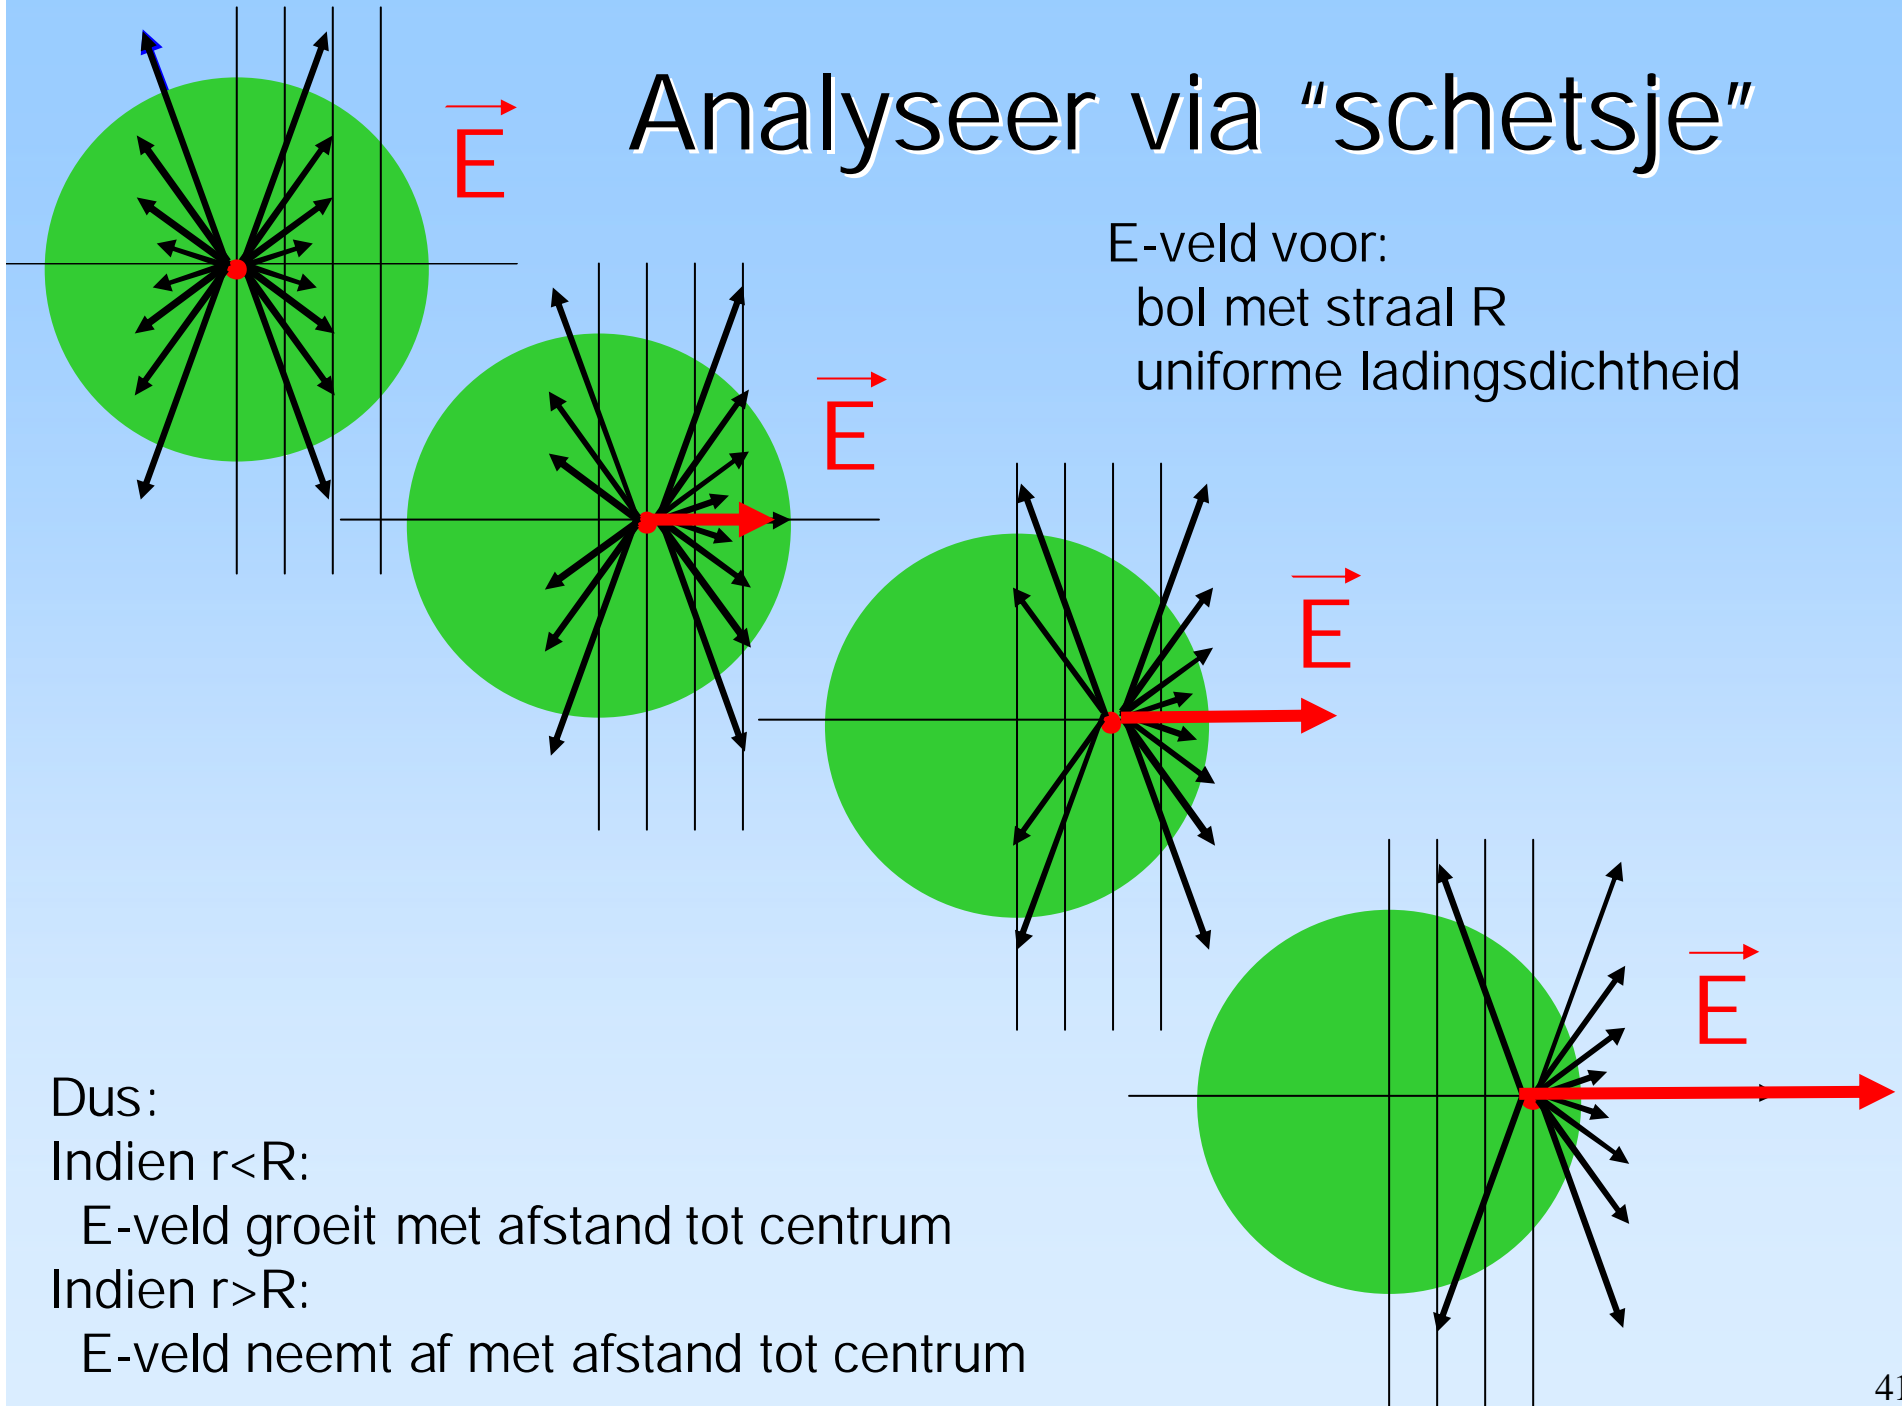 Analyseer via “schetsje”
E
E-veld voor:
bol met straal R
uniforme ladingsdichtheid
E
E
E
Dus:
Indien r<R:
E-veld groeit met afstand tot centrum
Indien r>R:
E-veld neemt af met afstand tot centrum
41